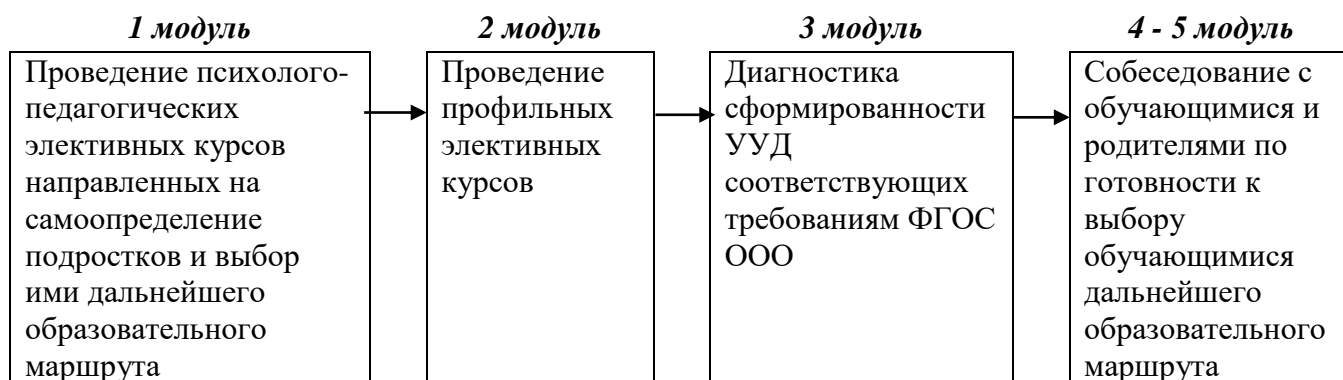 1 модуль
Проведение психолого-
педагогических
элективных курсов
направленных на
самоопределение
подростков и выбор
ими дальнейшего
образовательного
маршрута
2 модуль
Проведение
профильных
элективных
курсов
3 модуль
Диагностика
сформированности
УУД
соответствующих
требованиям ФГОС
ООО
4 - 5 модуль
Собеседование с
обучающимися и
родителями по
готовности к
выбору
обучающимися
дальнейшего
образовательного
маршрута